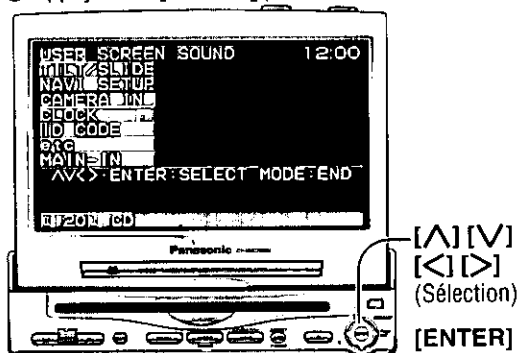 USER SCREEN SOUND 12:00
TILT/SLIDE
NAVI SETUP
CAMERA IN
CLOCK
ID CODE
etc
MAIN-IN
∧∨<>:ENTER:SELECT MODE:END
CD
Panasonic
[∧] [∨]
[<] [>]
(Sélection)
[ENTER]